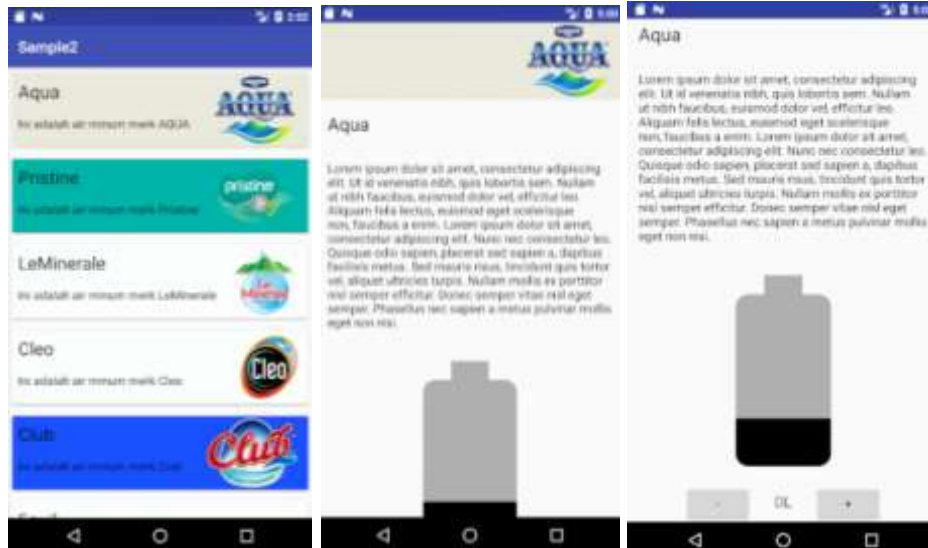 Sample2
Aqua
Ini adalah air minum merk AQUA
AQUA
Pristine
Ini adalah air minum merk Pristine
pristine
LeMinerale
Ini adalah air minum merk LeMinerale
Le
Minerale
Cleo
Ini adalah air minum merk Cleo
Cleo
Club
Ini adalah air minum merk Club
Club
AQUA
Aqua
Lorem ipsum dolor sit amet, consectetur adipiscing
elit. Ut id venenatis nibh, quis lobortis sem. Nullam
ut nibh faucibus, euismod dolor vel, efficitur leo.
Aliquam felis lectus, euismod eget scelerisque
non, faucibus a enim. Lorem ipsum dolor sit amet,
consectetur adipiscing elit. Nunc nec consectetur leo.
Quisque odio sapien, placerat sed sapien a, dapibus
facilisis metus. Sed mauris risus, tincidunt quis tortor
vel, aliquet ultricies turpis. Nullam mollis ex porttitor
nisl semper efficitur. Donec semper vitae nisl eget
semper. Phasellus nec sapien a metus pulvinar mollis
eget non nisi.
Aqua
Lorem ipsum dolor sit amet, consectetur adipiscing
elit. Ut id venenatis nibh, quis lobortis sem. Nullam
ut nibh faucibus, euismod dolor vel, efficitur leo.
Aliquam felis lectus, euismod eget scelerisque
non, faucibus a enim. Lorem ipsum dolor sit amet,
consectetur adipiscing elit. Nunc nec consectetur leo.
Quisque odio sapien, placerat sed sapien a, dapibus
facilisis metus. Sed mauris risus, tincidunt quis tortor
vel, aliquet ultricies turpis. Nullam mollis ex porttitor
nisl semper efficitur. Donec semper vitae nisl eget
semper. Phasellus nec sapien a metus pulvinar mollis
eget non nisi.
- 0L +